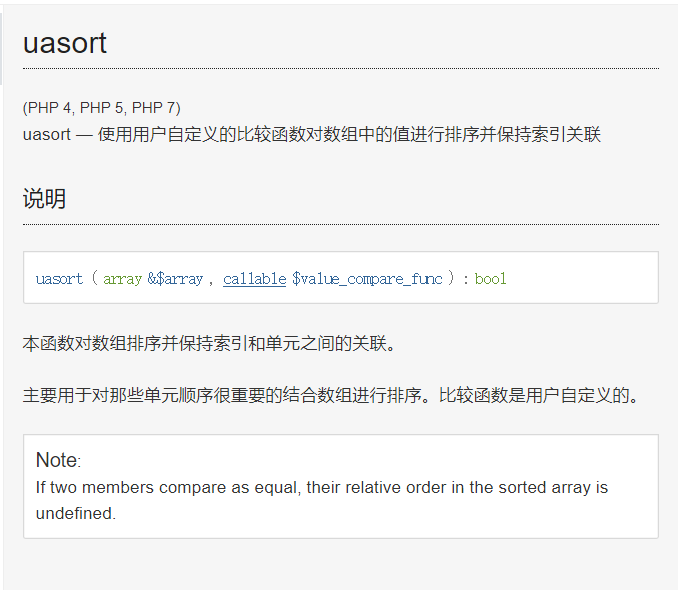 uasort
(PHP 4, PHP 5, PHP 7)
uasort — 使用用户自定义的比较函数对数组中的值进行排序并保持索引关联
说明
uasort ( array &$array , callable $value_compare_func ) : bool
本函数对数组排序并保持索引和单元之间的关联。
主要用于对那些单元顺序很重要的结合数组进行排序。比较函数是用户自定义的。
Note:
If two members compare as equal, their relative order in the sorted array is
undefined.